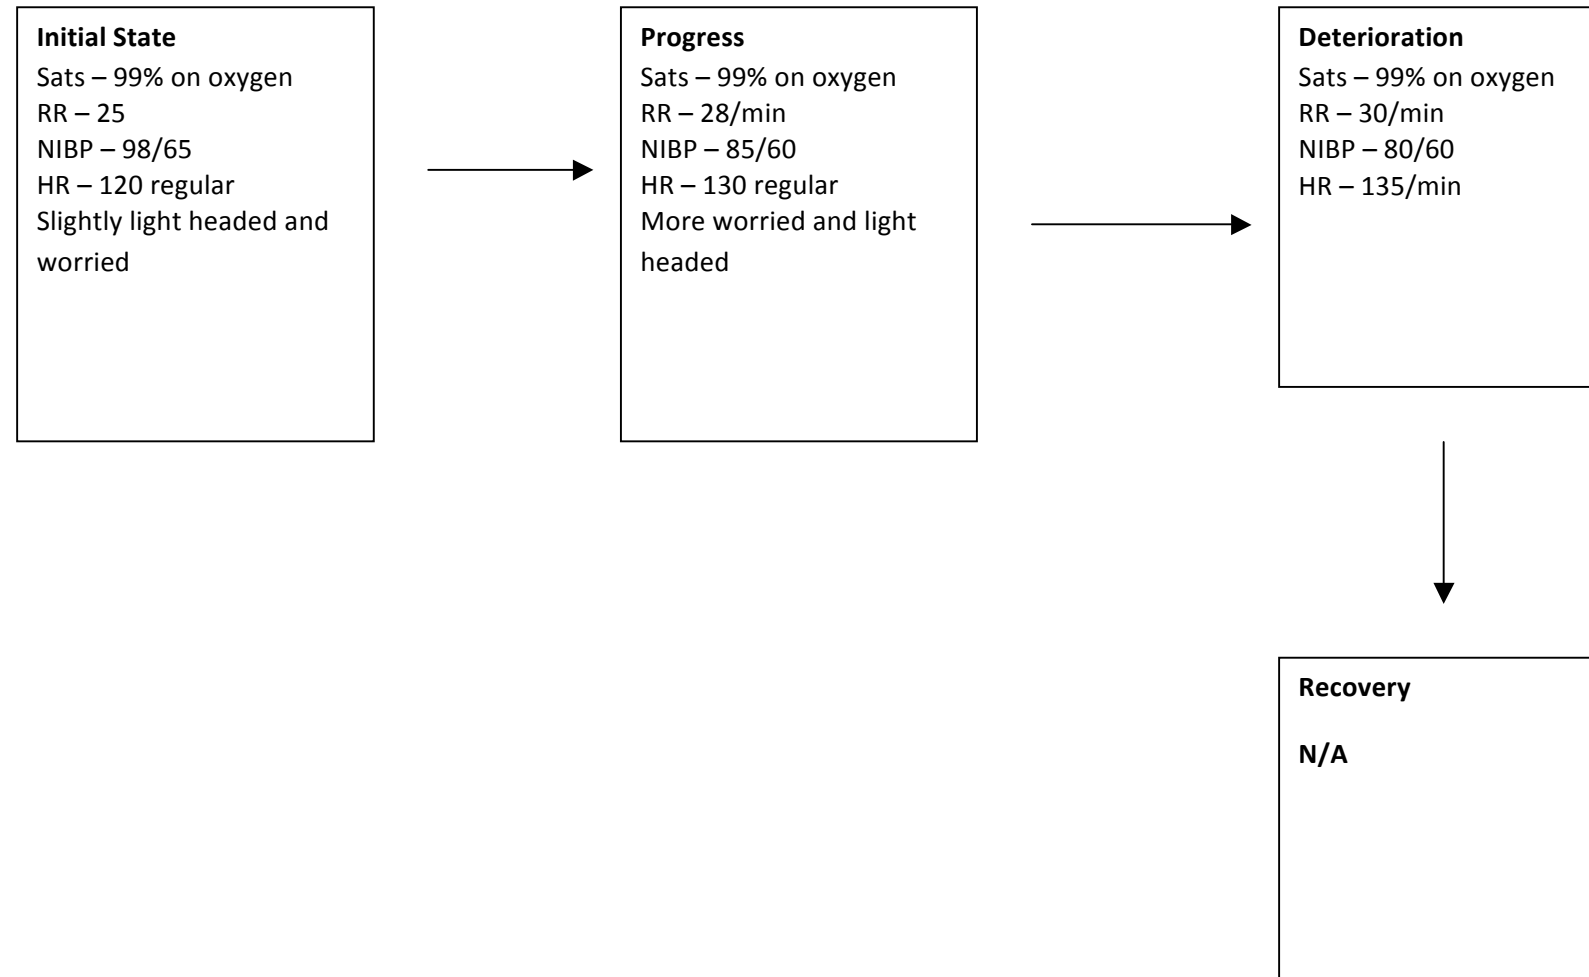 Initial State
Sats – 99% on oxygen
RR – 25
NIBP – 98/65
HR – 120 regular
Slightly light headed and
worried
Progress
Sats – 99% on oxygen
RR – 28/min
NIBP – 85/60
HR – 130 regular
More worried and light
headed
Deterioration
Sats – 99% on oxygen
RR – 30/min
NIBP – 80/60
HR – 135/min
Recovery
N/A